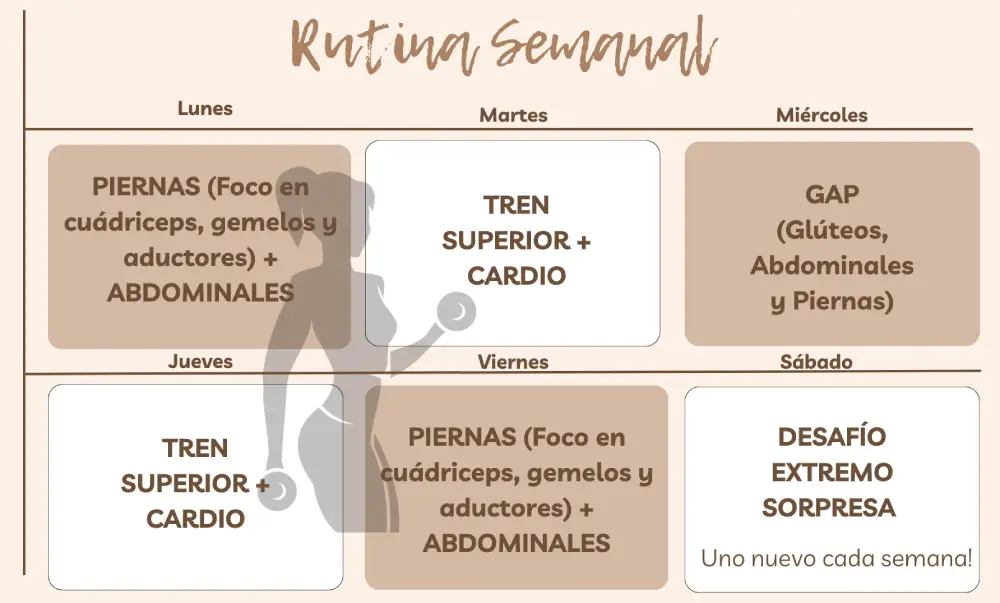 Rutina Semanal
Lunes
Martes
Miércoles
PIERNAS (Foco en
cuádriceps, gemelos y
aductores) +
ABDOMINALES
TREN
SUPERIOR +
CARDIO
GAP
(Glúteos,
Abdominales
y Piernas)
Jueves
Viernes
Sábado
TREN
SUPERIOR +
CARDIO
PIERNAS (Foco en
cuádriceps, gemelos y
aductores) +
ABDOMINALES
DESAFÍO
EXTREMO
SORPRESA
Uno nuevo cada semana!